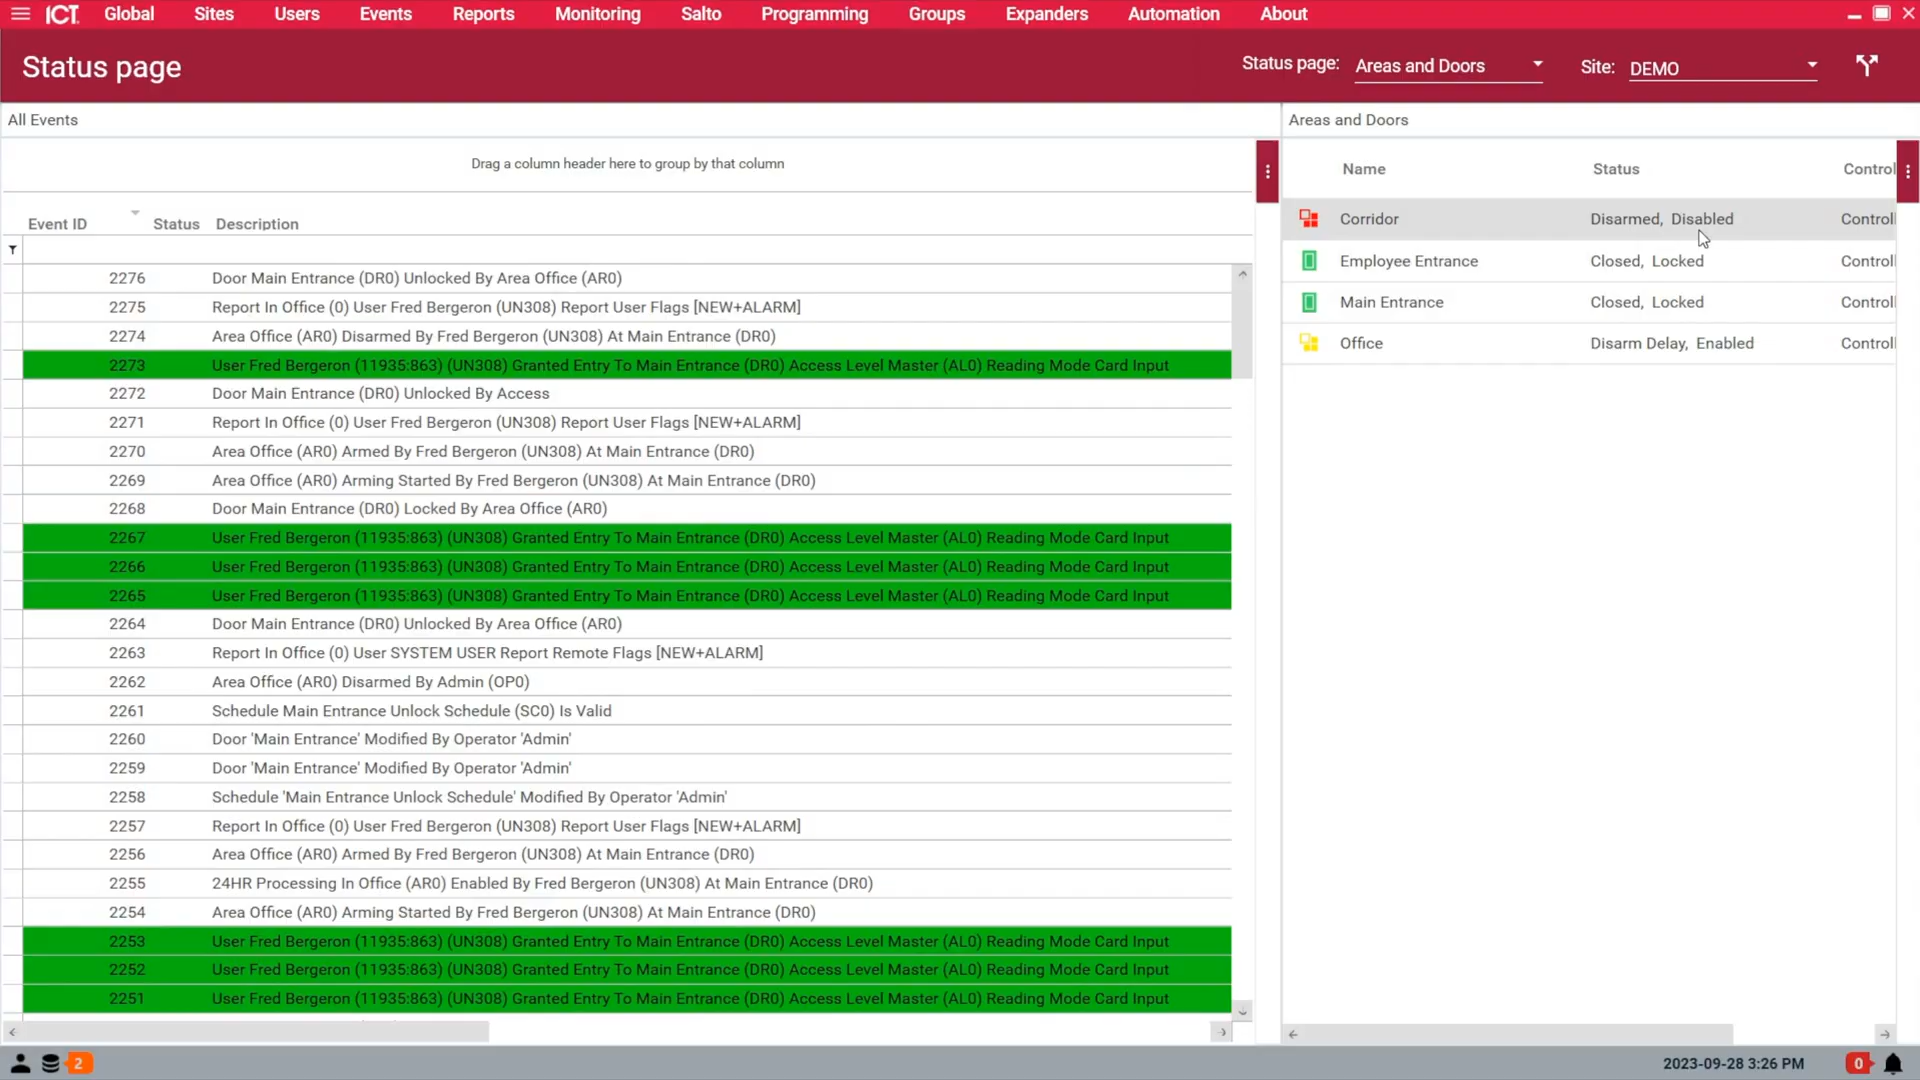 ICT Global Sites Users Events Reports Monitoring Salto Programming Groups Expanders Automation About
Status page
Status page: Areas and Doors Site: DEMO
All Events
Drag a column header here to group by that column
Event ID Status Description
2276 Door Main Entrance (DR0) Unlocked By Area Office (AR0)
2275 Report In Office (0) User Fred Bergeron (UN308) Report User Flags [NEW+ALARM]
2274 Area Office (AR0) Disarmed By Fred Bergeron (UN308) At Main Entrance (DR0)
2273 User Fred Bergeron (11935:863) (UN308) Granted Entry To Main Entrance (DR0) Access Level Master (AL0) Reading Mode Card Input
2272 Door Main Entrance (DR0) Unlocked By Access
2271 Report In Office (0) User Fred Bergeron (UN308) Report User Flags [NEW+ALARM]
2270 Area Office (AR0) Armed By Fred Bergeron (UN308) At Main Entrance (DR0)
2269 Area Office (AR0) Arming Started By Fred Bergeron (UN308) At Main Entrance (DR0)
2268 Door Main Entrance (DR0) Locked By Area Office (AR0)
2267 User Fred Bergeron (11935:863) (UN308) Granted Entry To Main Entrance (DR0) Access Level Master (AL0) Reading Mode Card Input
2266 User Fred Bergeron (11935:863) (UN308) Granted Entry To Main Entrance (DR0) Access Level Master (AL0) Reading Mode Card Input
2265 User Fred Bergeron (11935:863) (UN308) Granted Entry To Main Entrance (DR0) Access Level Master (AL0) Reading Mode Card Input
2264 Door Main Entrance (DR0) Unlocked By Area Office (AR0)
2263 Report In Office (0) User SYSTEM USER Report Remote Flags [NEW+ALARM]
2262 Area Office (AR0) Disarmed By Admin (OP0)
2261 Schedule Main Entrance Unlock Schedule (SC0) Is Valid
2260 Door 'Main Entrance' Modified By Operator 'Admin'
2259 Door 'Main Entrance' Modified By Operator 'Admin'
2258 Schedule 'Main Entrance Unlock Schedule' Modified By Operator 'Admin'
2257 Report In Office (0) User Fred Bergeron (UN308) Report User Flags [NEW+ALARM]
2256 Area Office (AR0) Armed By Fred Bergeron (UN308) At Main Entrance (DR0)
2255 24HR Processing In Office (AR0) Enabled By Fred Bergeron (UN308) At Main Entrance (DR0)
2254 Area Office (AR0) Arming Started By Fred Bergeron (UN308) At Main Entrance (DR0)
2253 User Fred Bergeron (11935:863) (UN308) Granted Entry To Main Entrance (DR0) Access Level Master (AL0) Reading Mode Card Input
2252 User Fred Bergeron (11935:863) (UN308) Granted Entry To Main Entrance (DR0) Access Level Master (AL0) Reading Mode Card Input
2251 User Fred Bergeron (11935:863) (UN308) Granted Entry To Main Entrance (DR0) Access Level Master (AL0) Reading Mode Card Input
Areas and Doors
Name Status Control
Corridor Disarmed, Disabled Controll
Employee Entrance Closed, Locked Controll
Main Entrance Closed, Locked Controll
Office Disarm Delay, Enabled Controll
2 2023-09-28 3:26 PM 0